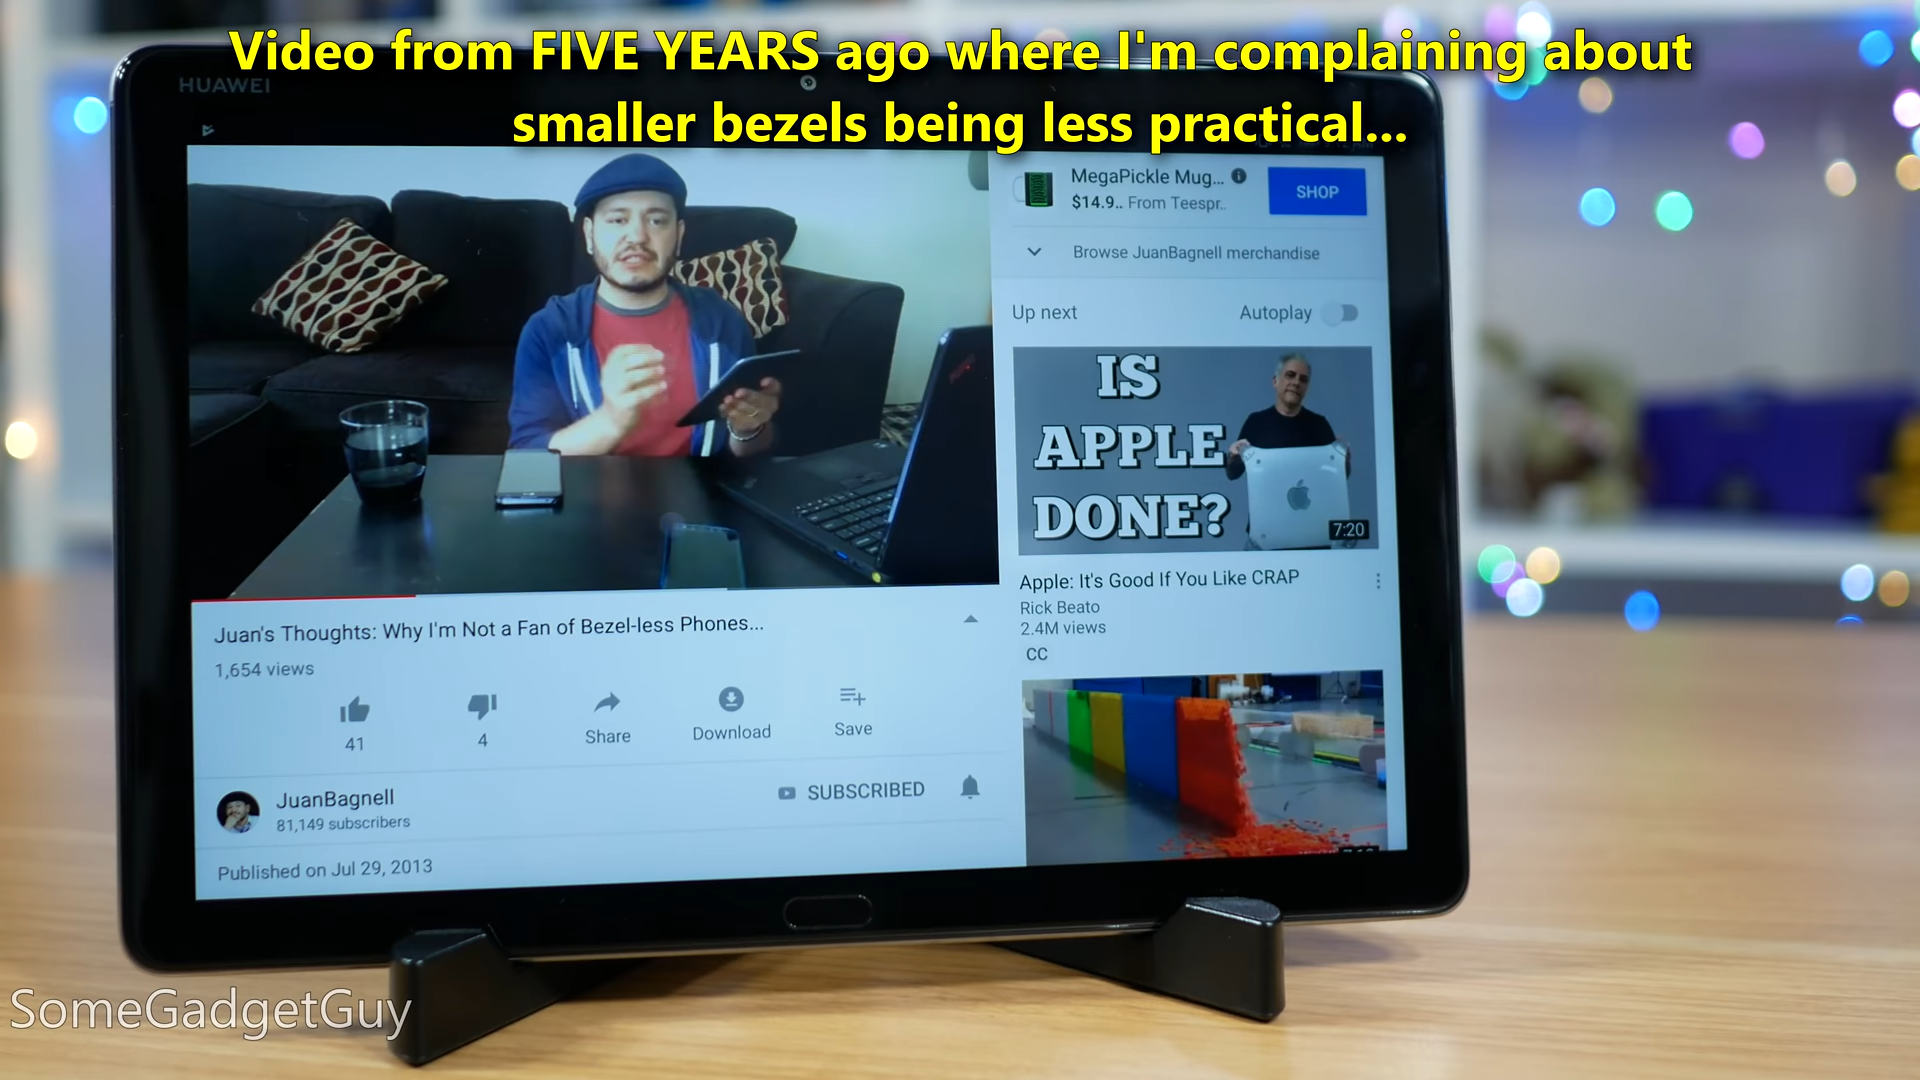 Video from FIVE YEARS ago where I'm complaining about
smaller bezels being less practical...
HUAWEI
MegaPickle Mug...
SHOP
$14.9.. From Teespr..
Browse JuanBagnell merchandise
Up next
Autoplay
IS
APPLE
DONE?
7:20
Apple: It's Good If You Like CRAP
Rick Beato
2.4M views
CC
Juan's Thoughts: Why I'm Not a Fan of Bezel-less Phones...
1,654 views
41
4
Share
Download
Save
JuanBagnell
81,149 subscribers
SUBSCRIBED
Published on Jul 29, 2013
SomeGadgetGuy